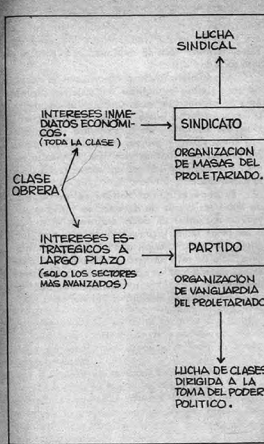 LUCHA
SINDICAL
INTERESES INME-
DIATOS ECONÓMI-
COS.
(TODA LA CLASE)
SINDICATO
ORGANIZACION
DE MASAS DEL
PROLETARIADO.
CLASE
OBRERA
INTERESES ES-
TRATEGICOS A
LARGO PLAZO
(SOLO LOS SECTORES
MAS AVANZADOS)
PARTIDO
ORGANIZACION
DE VANGUARDIA
DEL PROLETARIADO
LUCHA DE CLASES
DIRIGIDA A LA
TOMA DEL PODER
POLITICO.